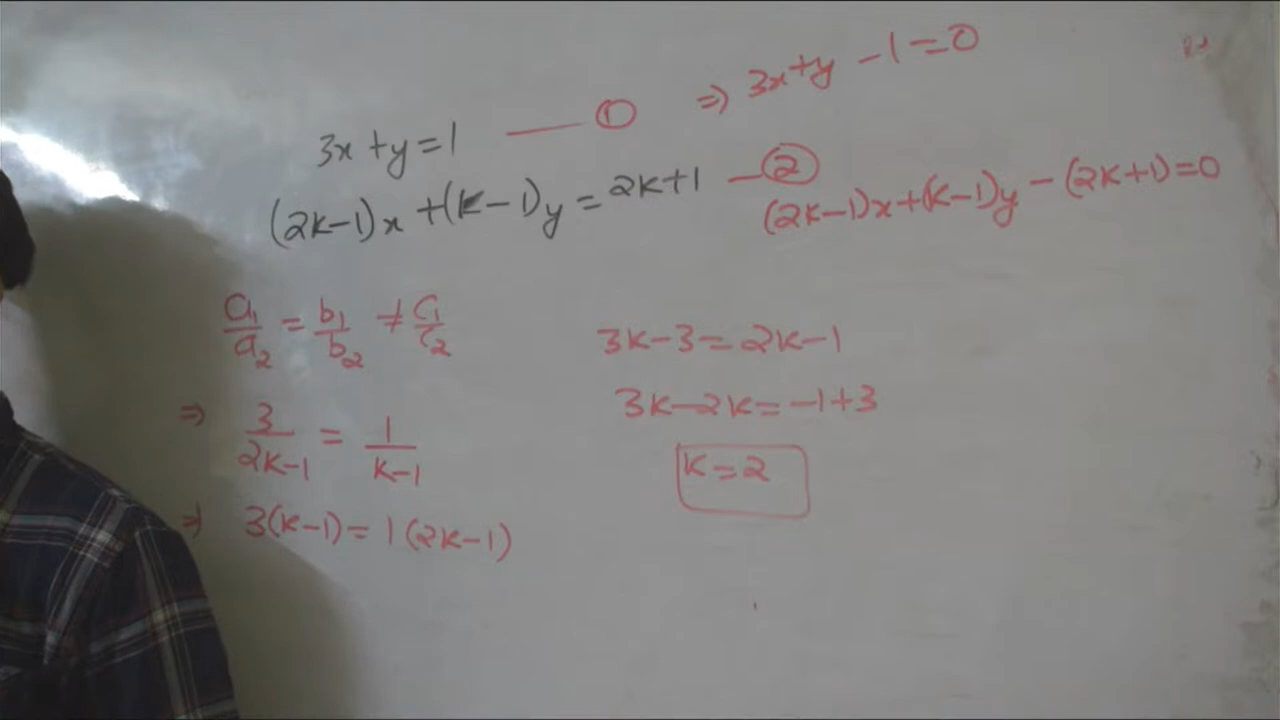 3x+y=1 —— ① ⇒ 3x+y-1=0
(2k-1)x+(k-1)y=2k+1 — ② (2k-1)x+(k-1)y-(2k+1)=0
a₁/a₂ = b₁/b₂ ≠ c₁/c₂
⇒ 3/(2k-1) = 1/(k-1)
⇒ 3(k-1)=1(2k-1)
3k-3=2k-1
3k-2k=-1+3
k=2